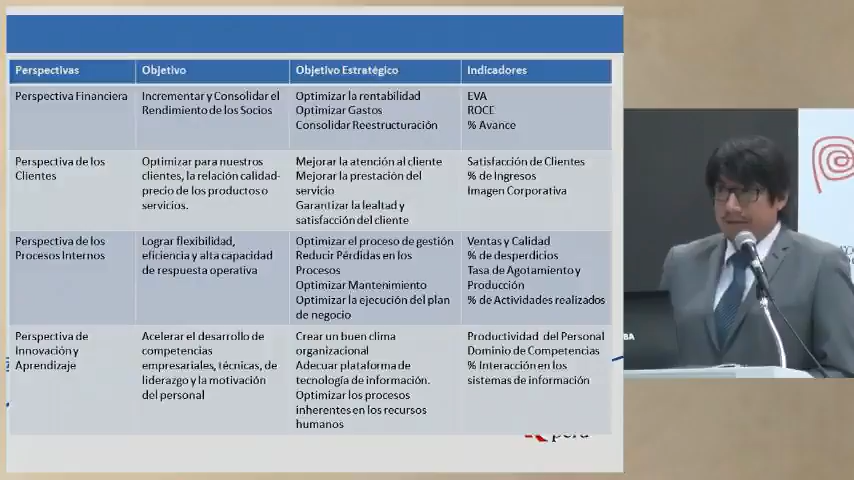 Perspectivas Objetivo Objetivo Estratégico Indicadores
Perspectiva Financiera
Incrementar y Consolidar el
Rendimiento de los Socios
Optimizar la rentabilidad
Optimizar Gastos
Consolidar Reestructuración
EVA
ROCE
% Avance
Perspectiva de los
Clientes
Optimizar para nuestros
clientes, la relación calidad-
precio de los productos o
servicios.
Mejorar la atención al cliente
Mejorar la prestación del
servicio
Garantizar la lealtad y
satisfacción del cliente
Satisfacción de Clientes
% de Ingresos
Imagen Corporativa
Perspectiva de los
Procesos Internos
Lograr flexibilidad,
eficiencia y alta capacidad
de respuesta operativa
Optimizar el proceso de gestión
Reducir Pérdidas en los
Procesos
Optimizar Mantenimiento
Optimizar la ejecución del plan
de negocio
Ventas y Calidad
% de desperdicios
Tasa de Agotamiento y
Producción
% de Actividades realizados
Perspectiva de
Innovación y
Aprendizaje
Acelerar el desarrollo de
competencias
empresariales, técnicas, de
liderazgo y la motivación
del personal
Crear un buen clima
organizacional
Adecuar plataforma de
tecnología de información.
Optimizar los procesos
inherentes en los recursos
humanos
Productividad del Personal
Dominio de Competencias
% Interacción en los
sistemas de información
perú
BA